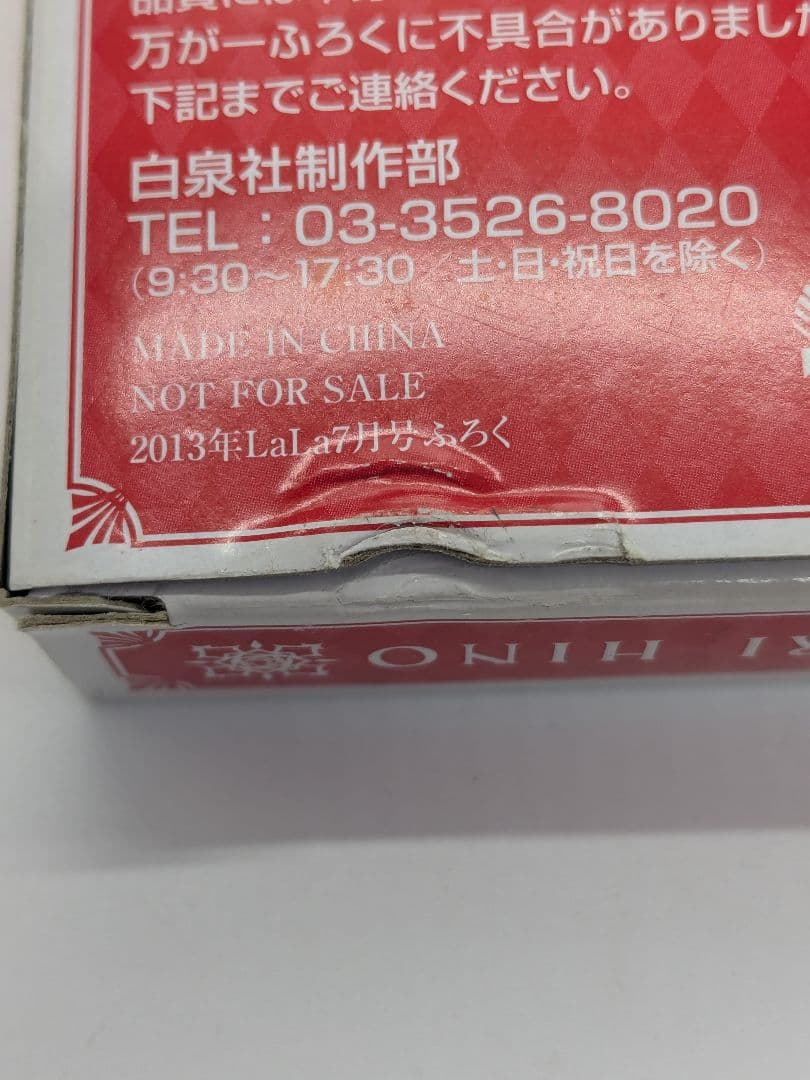 万が一ふろくに不具合がありました
下記までご連絡ください。
白泉社制作部
TEL：03-3526-8020
（9:30〜17:30／土・日・祝日を除く）
MADE IN CHINA
NOT FOR SALE
2013年LaLa7月号ふろく
RI HINO